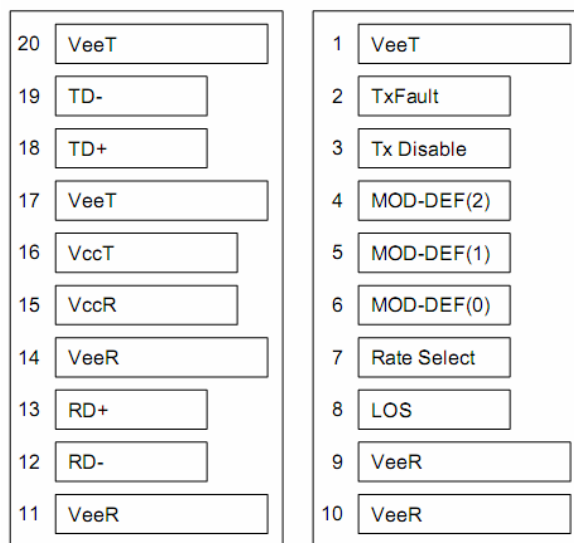 20 VeeT
19 TD-
18 TD+
17 VeeT
16 VccT
15 VccR
14 VeeR
13 RD+
12 RD-
11 VeeR
1 VeeT
2 TxFault
3 Tx Disable
4 MOD-DEF(2)
5 MOD-DEF(1)
6 MOD-DEF(0)
7 Rate Select
8 LOS
9 VeeR
10 VeeR